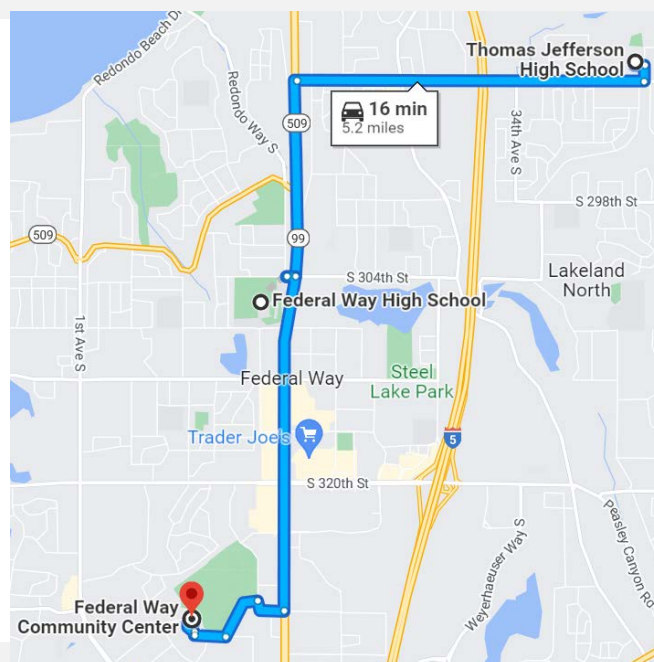 Redondo Beach Dr
Redondo Way S
Thomas Jefferson
High School
16 min
5.2 miles
509
34th Ave S
S 298th St
509
99
S 304th St
Lakeland
North
Federal Way High School
1st Ave S
Federal Way
Steel
Lake Park
Trader Joe's
5
S 320th St
Weyerhaeuser Way S
Peasley Canyon Rd
Federal Way
Community Center